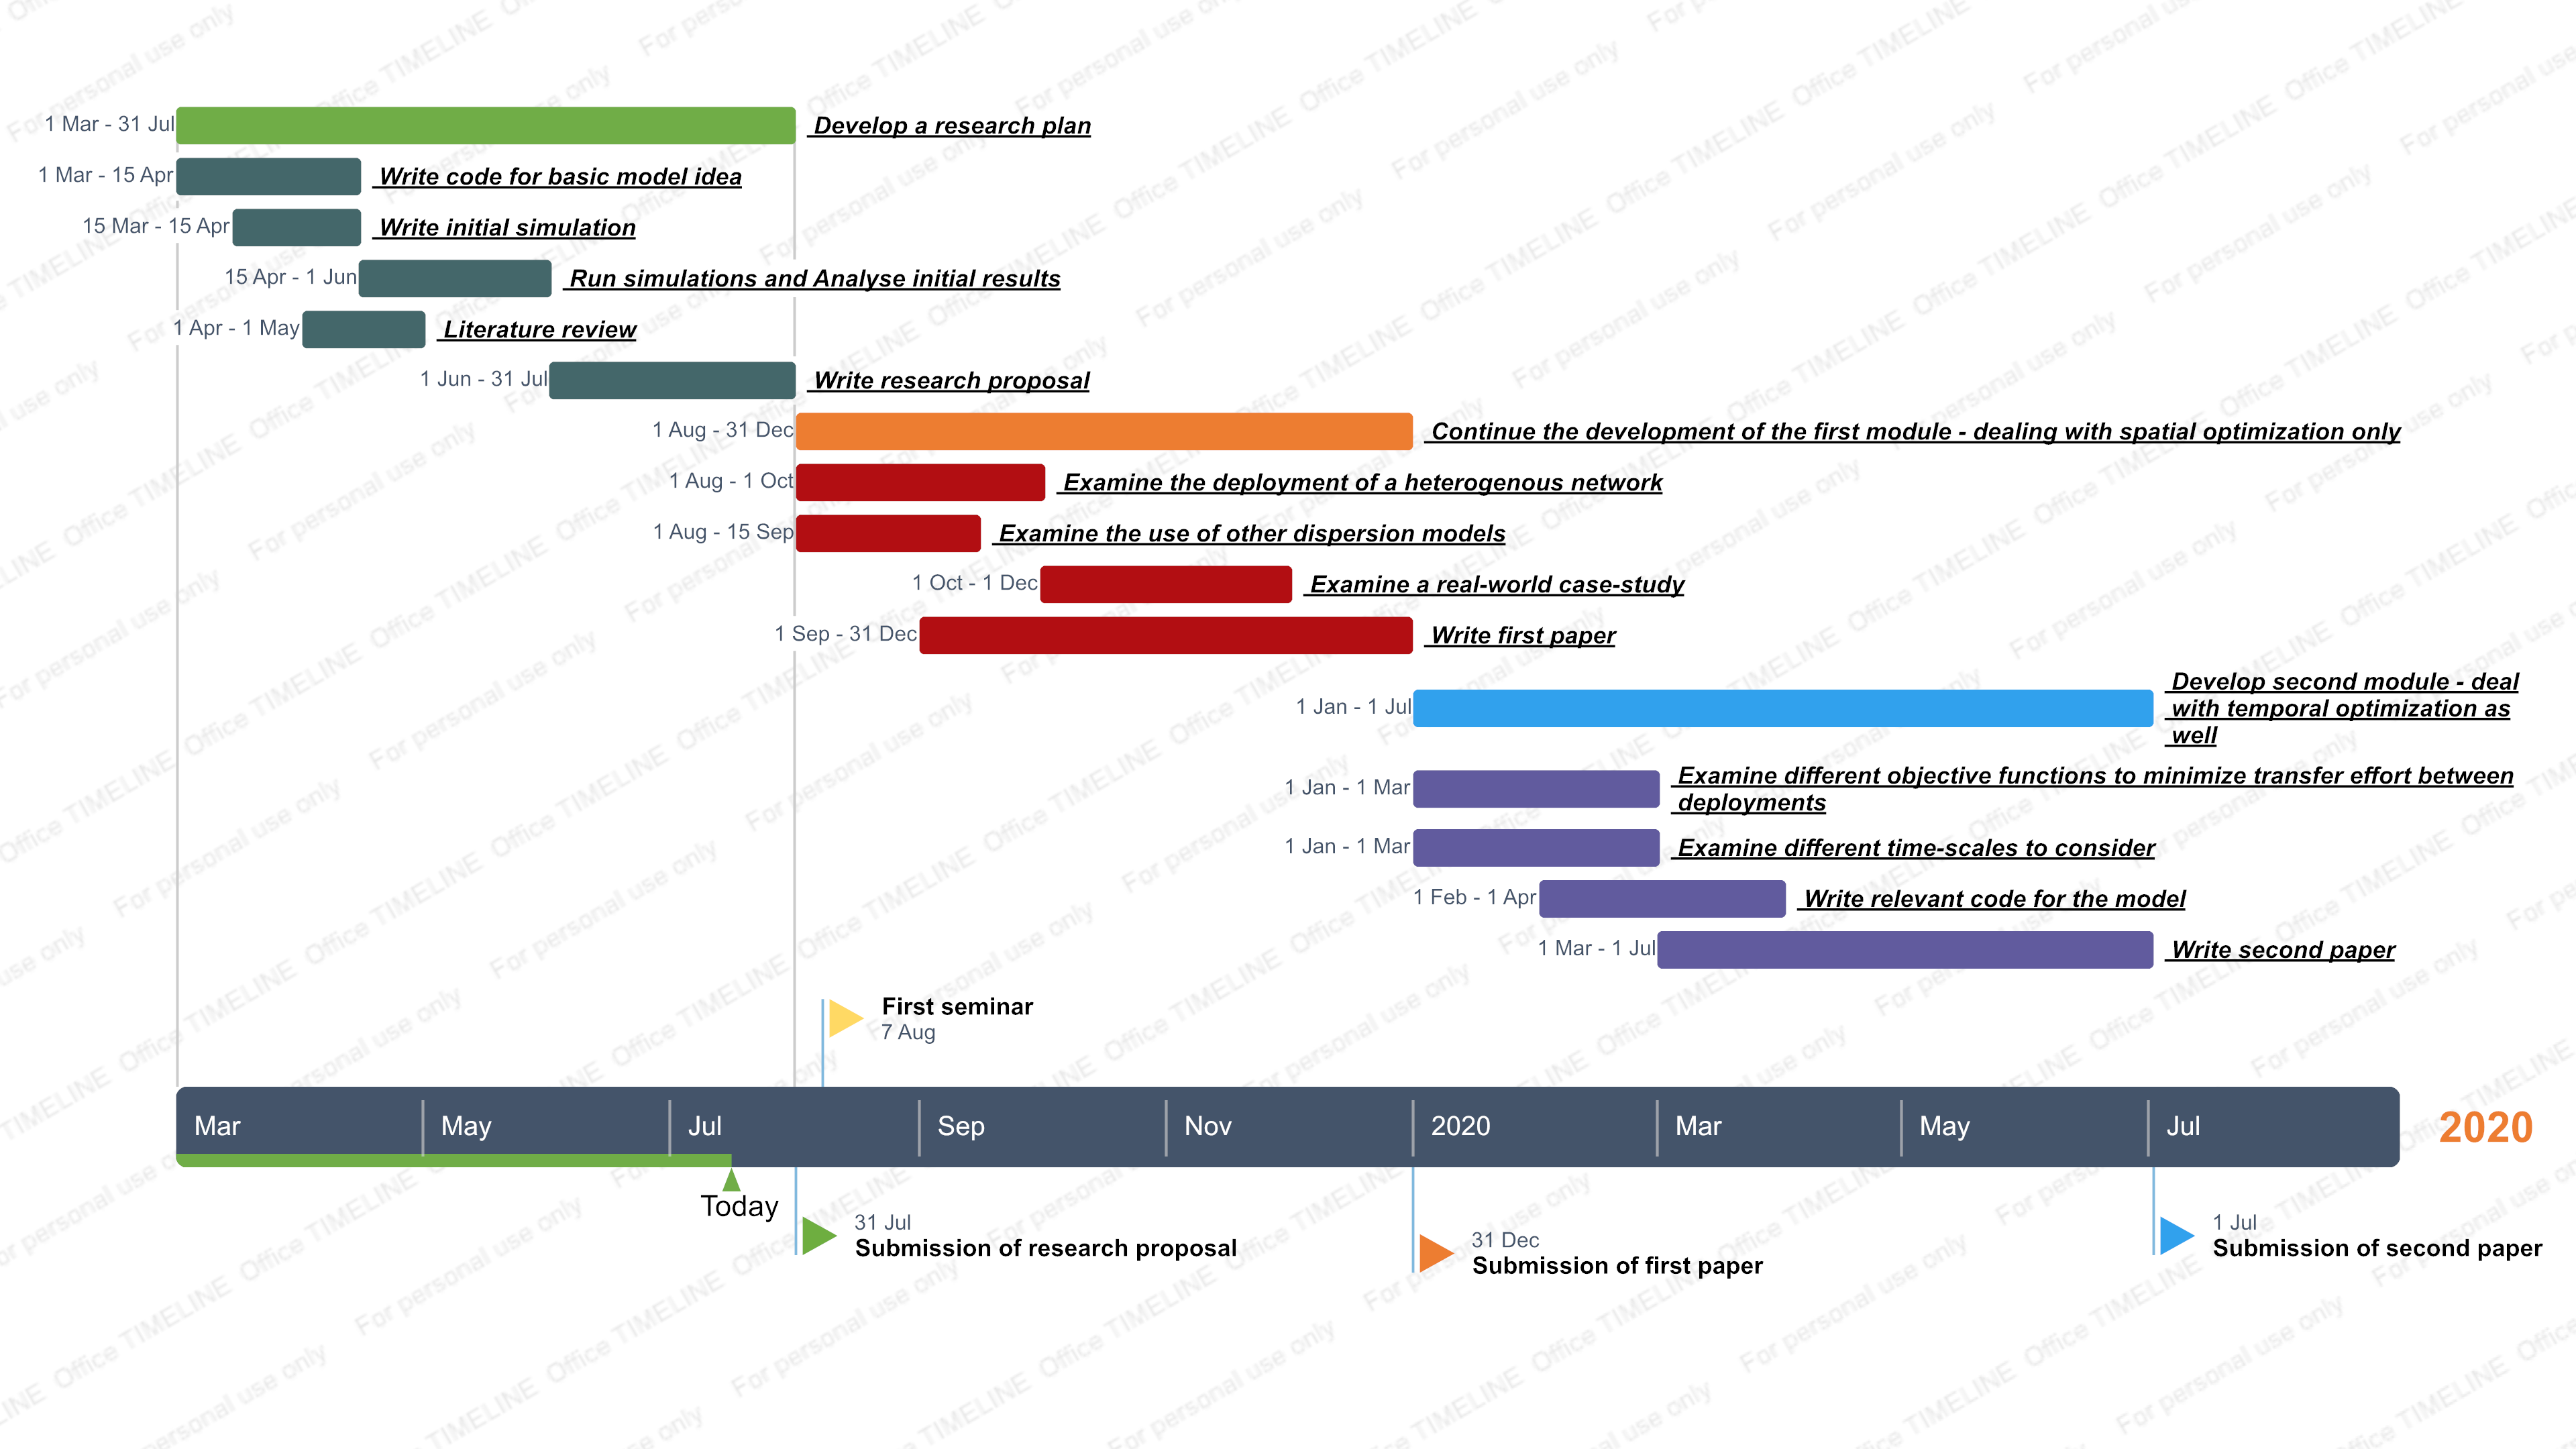 1 Mar - 31 Jul Develop a research plan
1 Mar - 15 Apr Write code for basic model idea
15 Mar - 15 Apr Write initial simulation
15 Apr - 1 Jun Run simulations and Analyse initial results
1 Apr - 1 May Literature review
1 Jun - 31 Jul Write research proposal
1 Aug - 31 Dec Continue the development of the first module - dealing with spatial optimization only
1 Aug - 1 Oct Examine the deployment of a heterogenous network
1 Aug - 15 Sep Examine the use of other dispersion models
1 Oct - 1 Dec Examine a real-world case-study
1 Sep - 31 Dec Write first paper
1 Jan - 1 Jul Develop second module - deal
with temporal optimization as
well
1 Jan - 1 Mar Examine different objective functions to minimize transfer effort between
deployments
1 Jan - 1 Mar Examine different time-scales to consider
1 Feb - 1 Apr Write relevant code for the model
1 Mar - 1 Jul Write second paper
First seminar
7 Aug
Mar May Jul Sep Nov 2020 Mar May Jul 2020
Today
31 Jul
Submission of research proposal
31 Dec
Submission of first paper
1 Jul
Submission of second paper
Office TIMELINE For personal use only